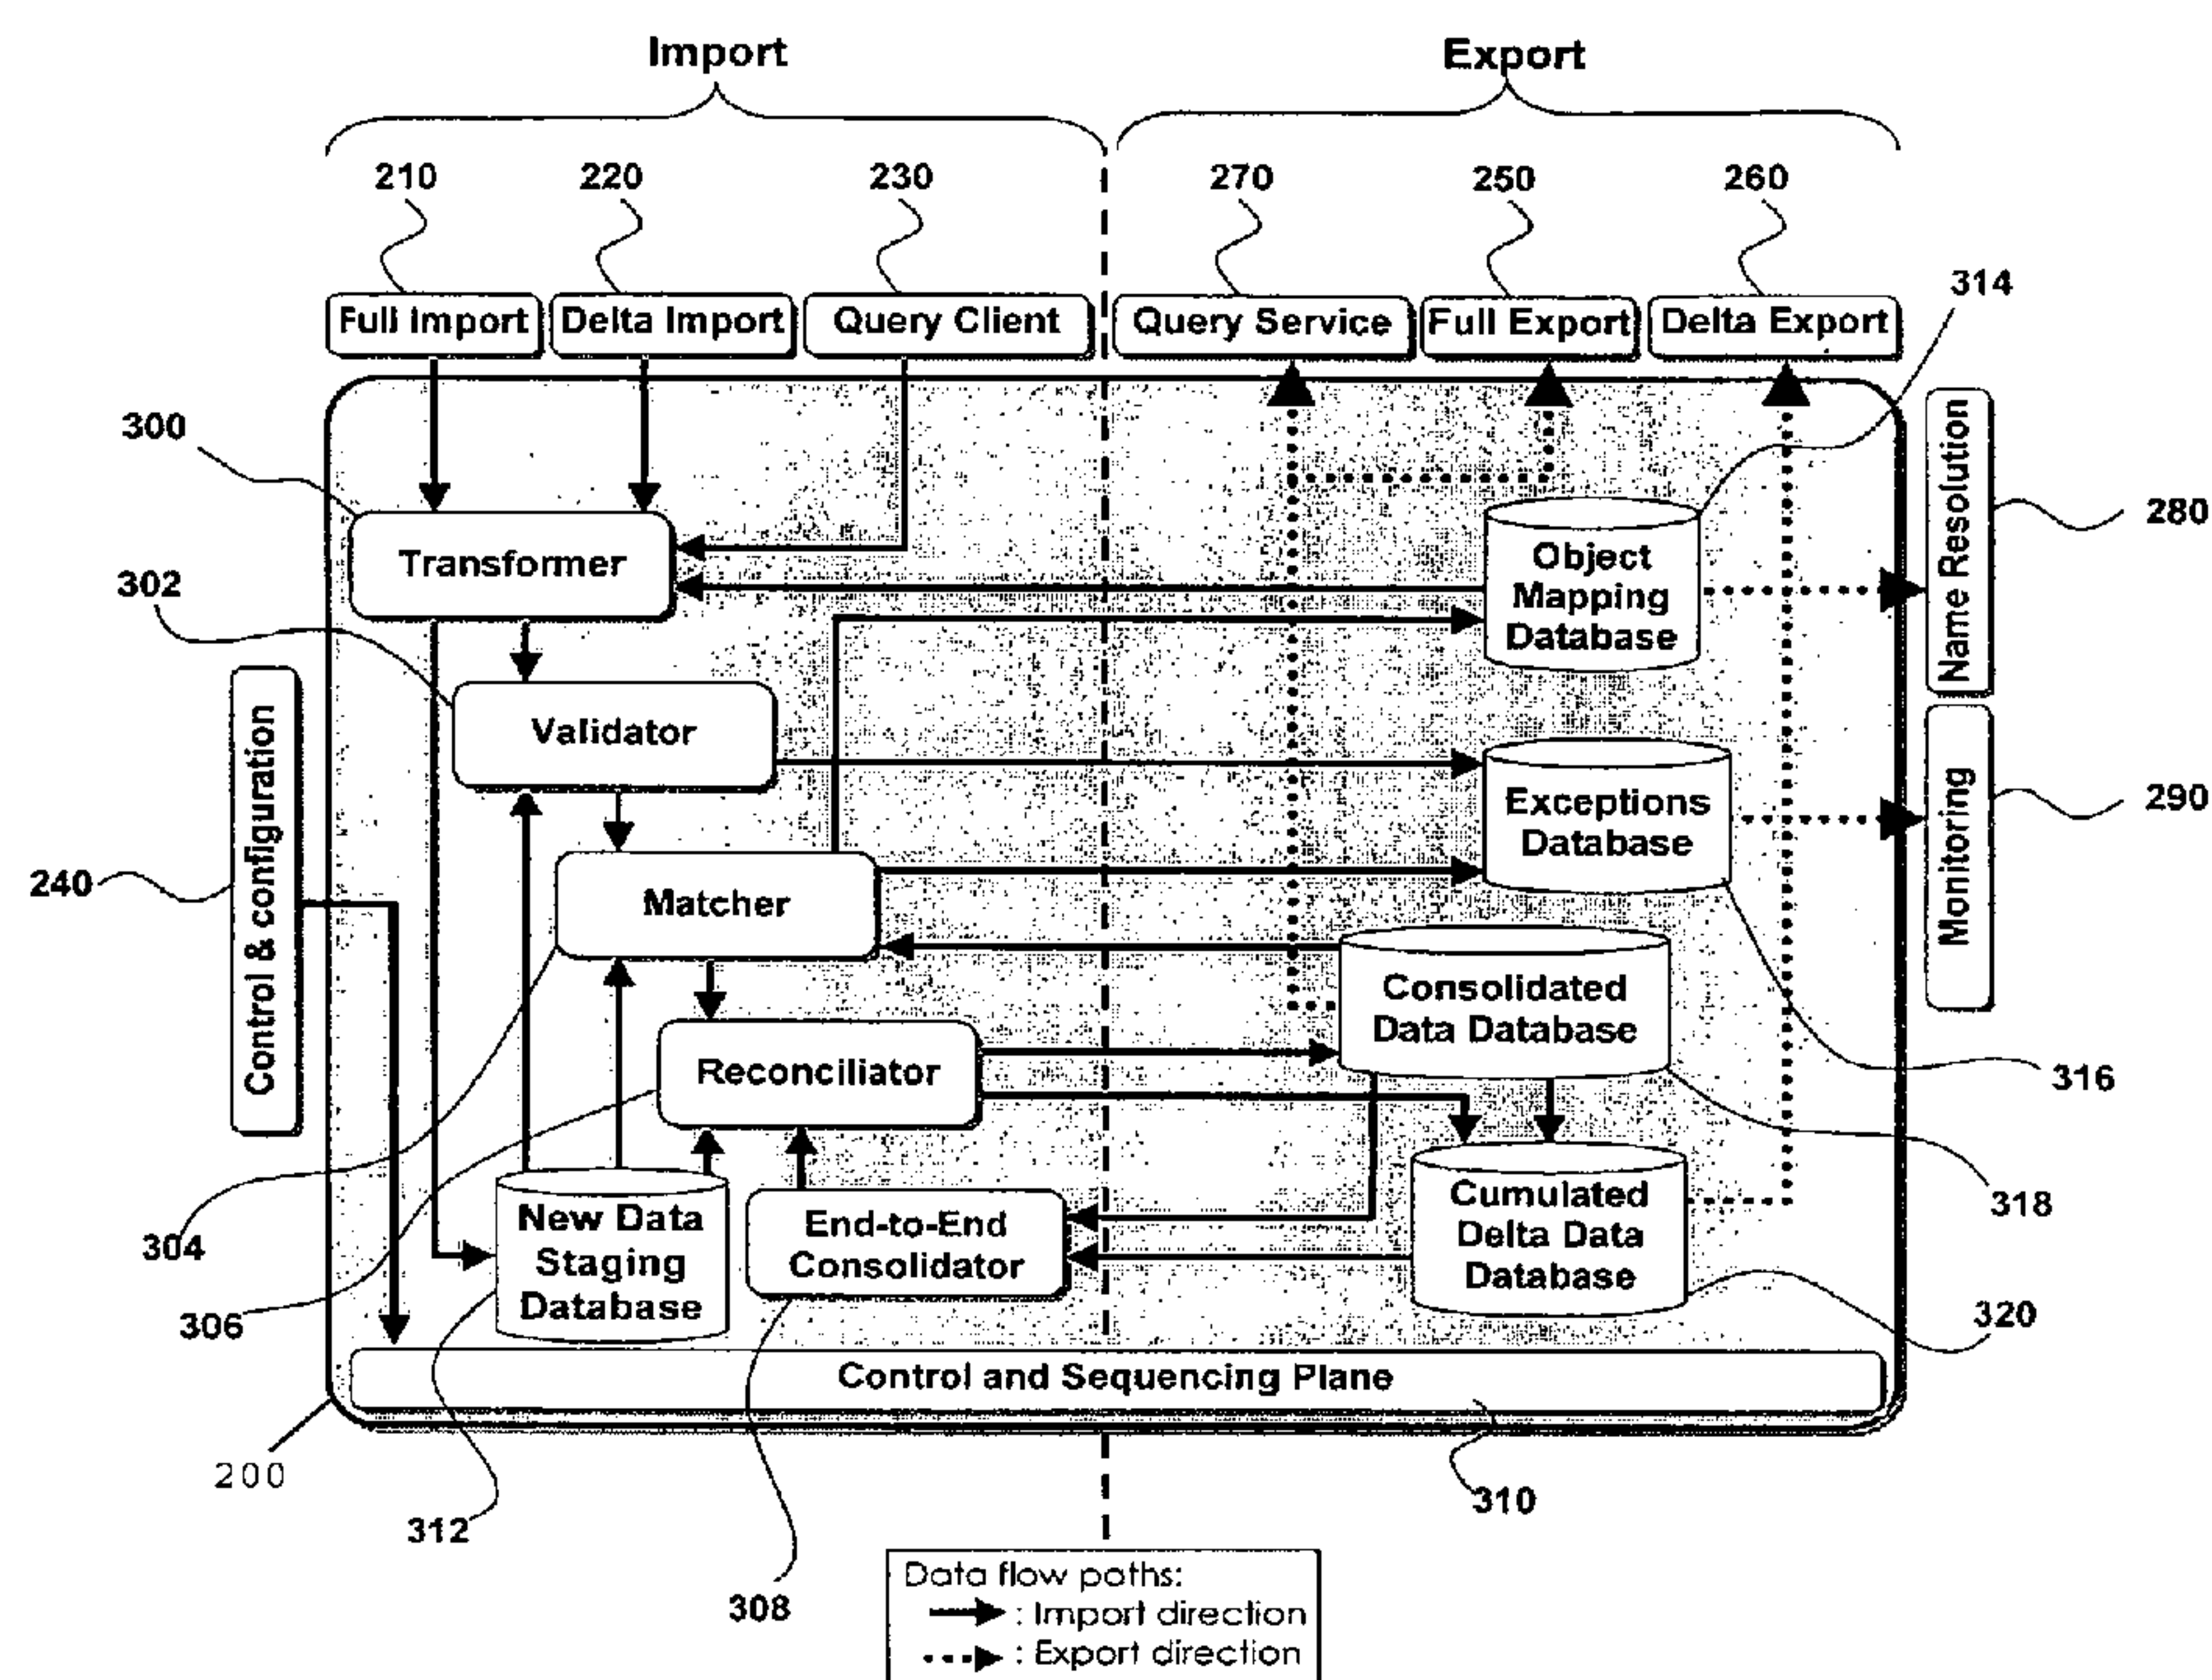 Import
Export
210
220
230
270
250
260
314
Full Import
Delta Import
Query Client
Query Service
Full Export
Delta Export
300
Transformer
Object
Mapping
Database
Name Resolution
280
302
Validator
Exceptions
Database
Monitoring
290
Control & configuration
240
Matcher
Consolidated
Data Database
316
Reconciliator
318
304
New Data
Staging
Database
End-to-End
Consolidator
Cumulated
Delta Data
Database
306
320
Control and Sequencing Plane
200
312
310
308
Data flow paths:
: Import direction
: Export direction